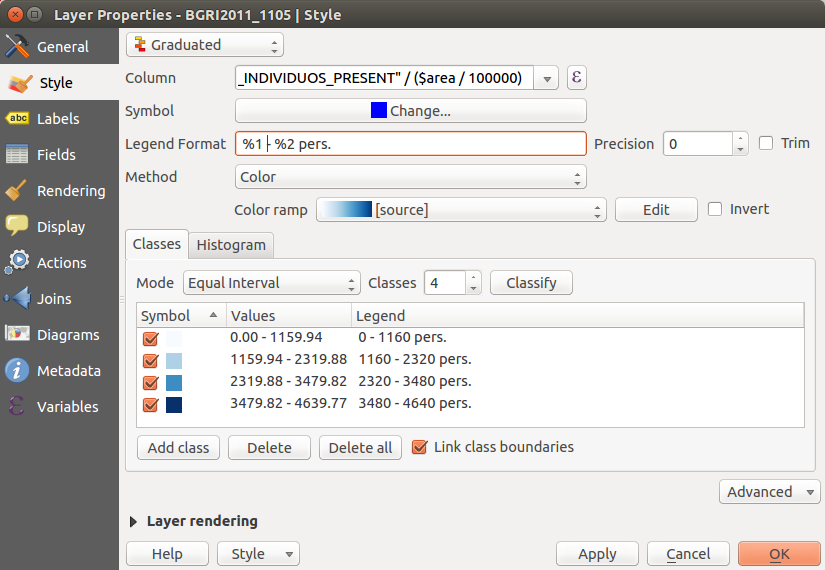 Layer Properties - BGRI2011_1105 | Style
General
Style
Labels
Fields
Rendering
Display
Actions
Joins
Diagrams
Metadata
Variables
Graduated
Column _INDIVIDUOS_PRESENT" / ($area / 100000) ε
Symbol Change...
Legend Format %1 - %2 pers. Precision 0 Trim
Method Color
Color ramp [source] Edit Invert
Classes Histogram
Mode Equal Interval Classes 4 Classify
Symbol Values Legend
0.00 - 1159.94 0 - 1160 pers.
1159.94 - 2319.88 1160 - 2320 pers.
2319.88 - 3479.82 2320 - 3480 pers.
3479.82 - 4639.77 3480 - 4640 pers.
Add class Delete Delete all Link class boundaries
Advanced
Layer rendering
Help Style Apply Cancel OK